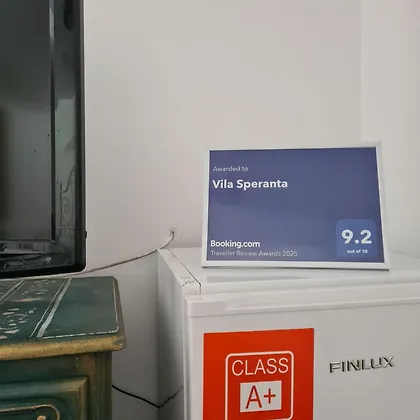 Awarded to
Vila Speranta
Booking.com
Traveller Review Awards 2025
9.2
out of 10
CLASS
A+
FINLUX